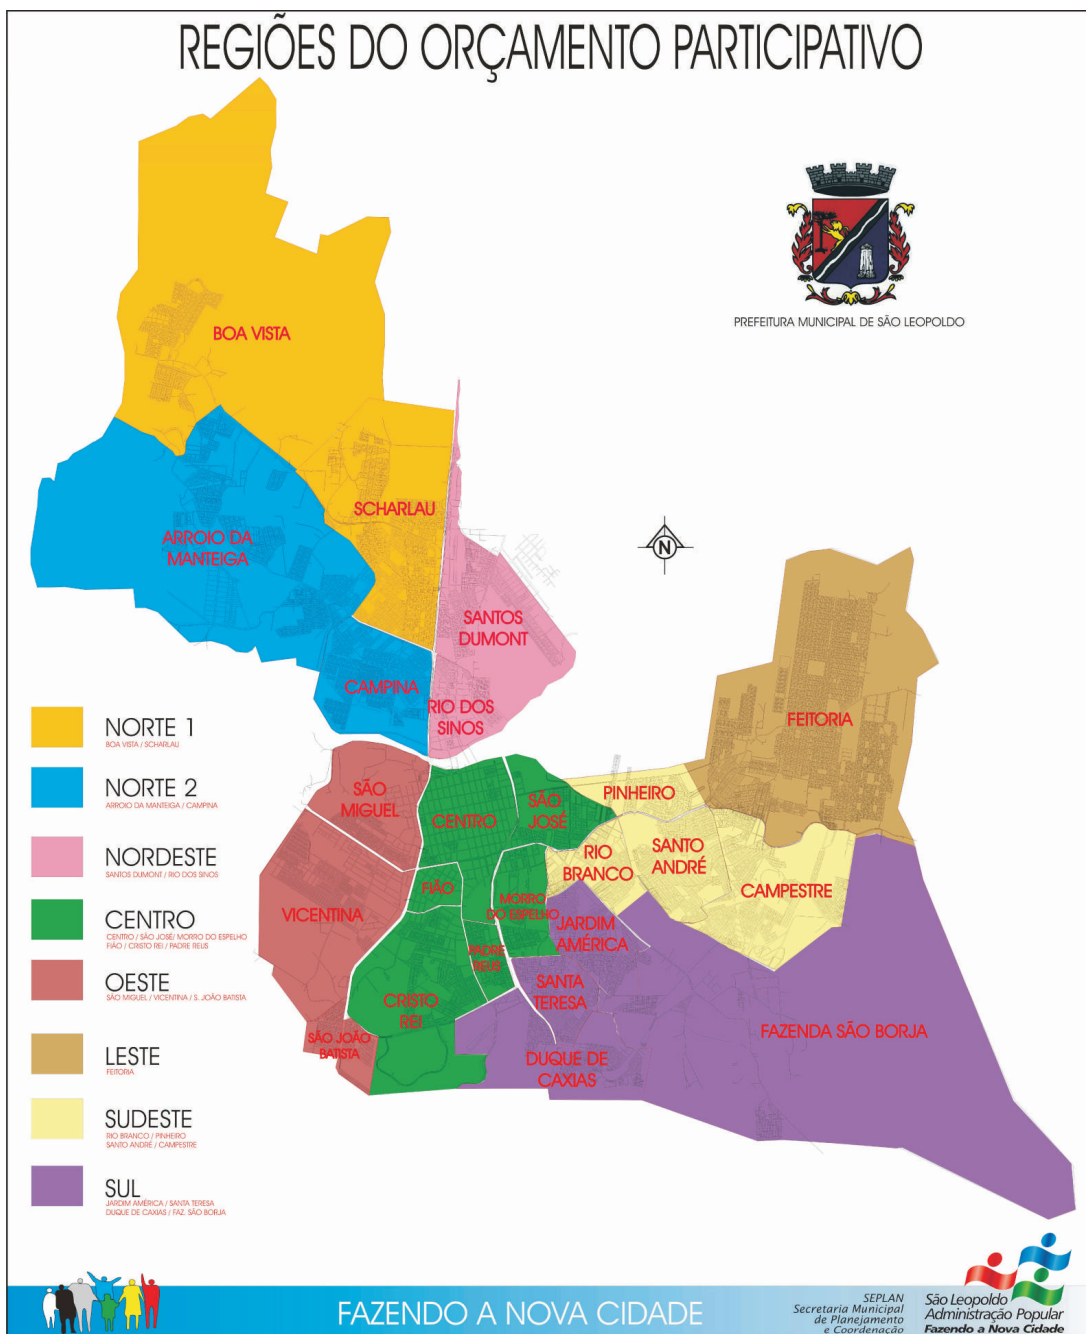 REGIÕES DO ORÇAMENTO PARTICIPATIVO
PREFEITURA MUNICIPAL DE SÃO LEOPOLDO
BOA VISTA
SCHARLAU
ARROIO DA
MANTEIGA
N
SANTOS
DUMONT
CAMPINA
RIO DOS
SINOS
FEITORIA
SÃO
MIGUEL
CENTRO
SÃO
JOSÉ
PINHEIRO
RIO
BRANCO
SANTO
ANDRÉ
CAMPESTRE
FIÃO
VICENTINA
MORRO
DO ESPELHO
JARDIM
AMÉRICA
PADRE
REUS
SANTA
TERESA
CRISTO
REI
FAZENDA SÃO BORJA
SÃO JOÃO
BATISTA
DUQUE DE
CAXIAS
NORTE 1
BOA VISTA / SCHARLAU
NORTE 2
ARROIO DA MANTEIGA / CAMPINA
NORDESTE
SANTOS DUMONT / RIO DOS SINOS
CENTRO
CENTRO / SÃO JOSÉ/ MORRO DO ESPELHO
FIÃO / CRISTO REI / PADRE REUS
OESTE
SÃO MIGUEL / VICENTINA / S. JOÃO BATISTA
LESTE
FEITORIA
SUDESTE
RIO BRANCO / PINHEIRO
SANTO ANDRÉ / CAMPESTRE
SUL
JARDIM AMÉRICA / SANTA TERESA
DUQUE DE CAXIAS / FAZ. SÃO BORJA
FAZENDO A NOVA CIDADE
SEPLAN
Secretaria Municipal
de Planejamento
e Coordenação
São Leopoldo
Administração Popular
Fazendo a Nova Cidade